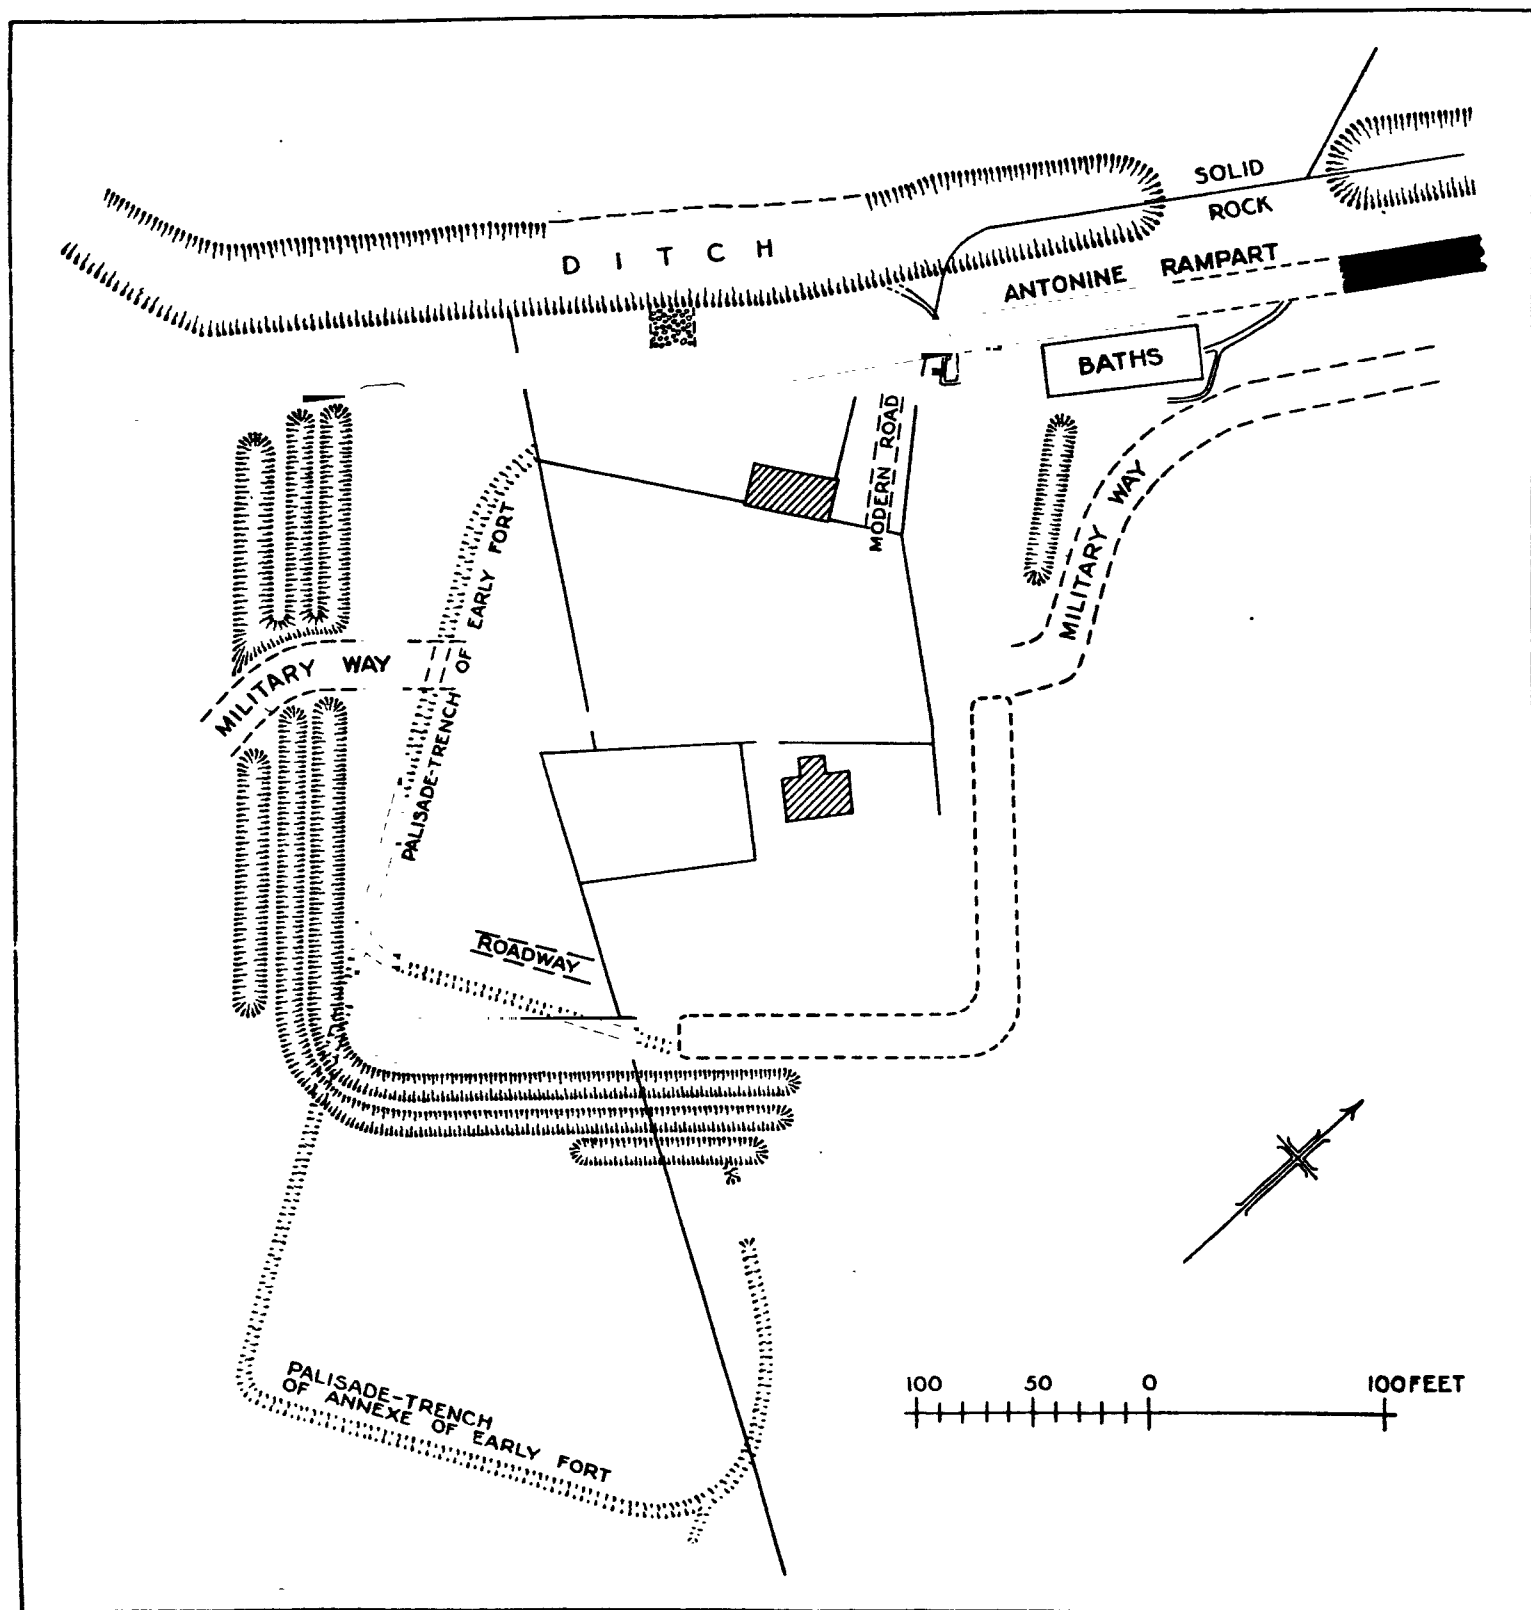 SOLID
ROCK
DITCH
ANTONINE RAMPART
BATHS
MODERN ROAD
MILITARY WAY
PALISADE-TRENCH OF EARLY FORT
MILITARY WAY
ROADWAY
PALISADE-TRENCH
OF ANNEXE OF EARLY FORT
100 50 0 100 FEET